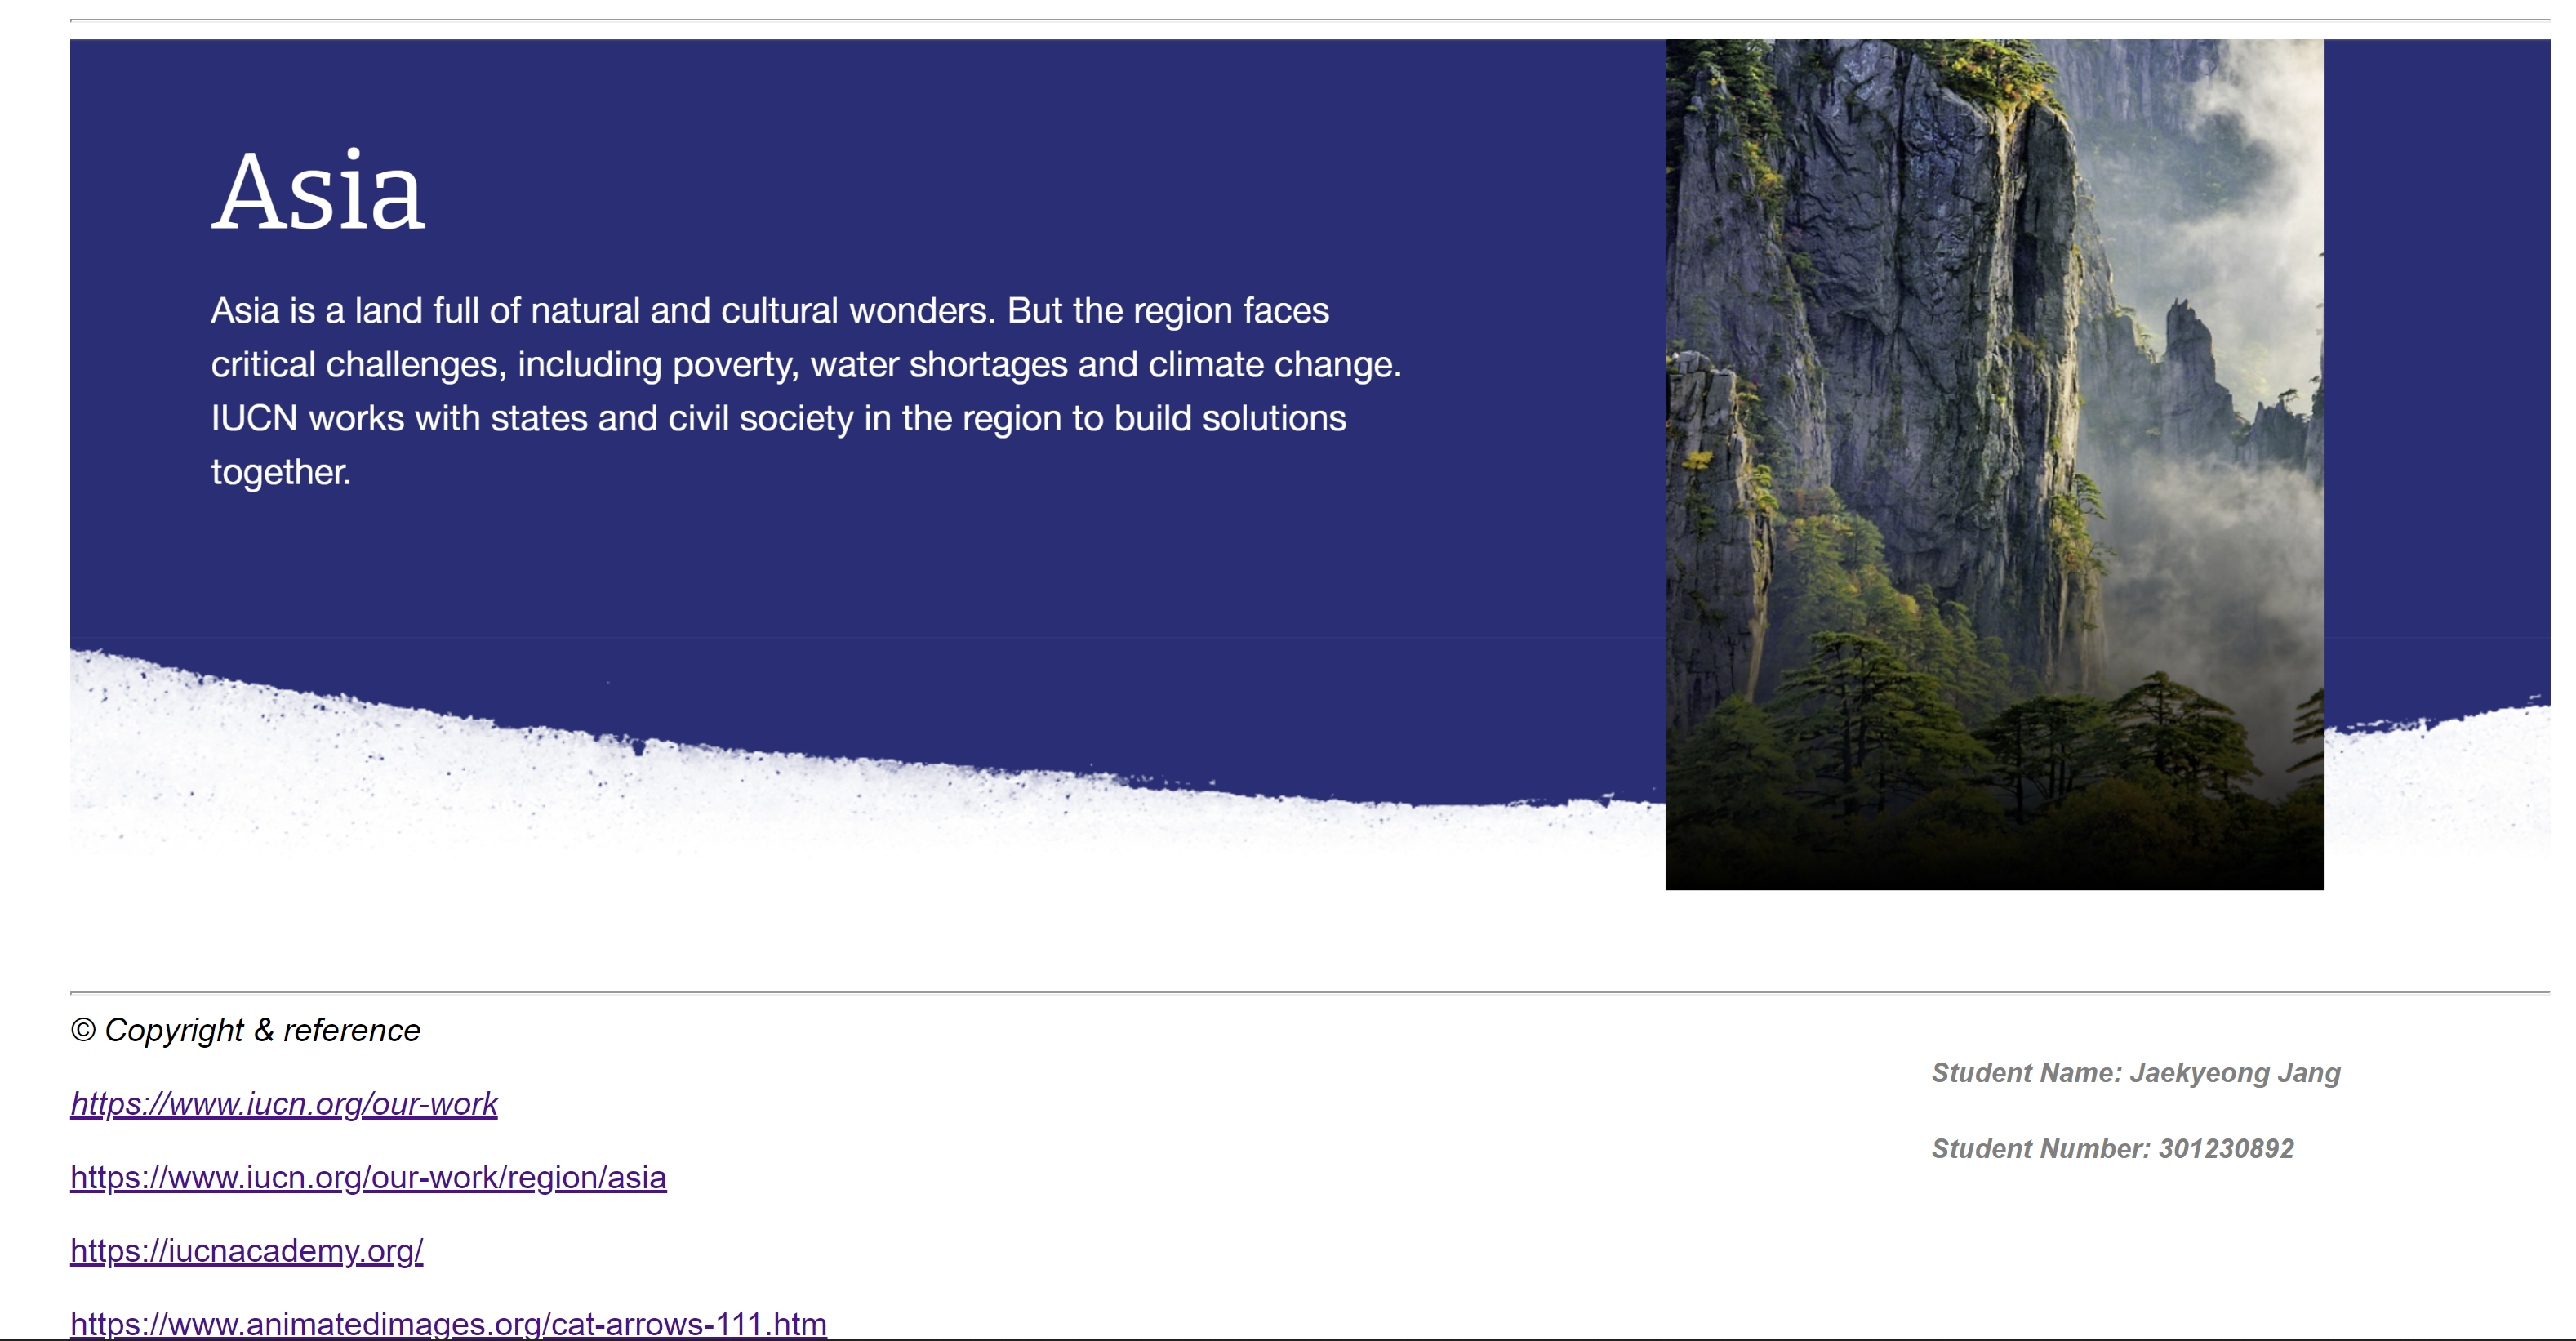 Asia
Asia is a land full of natural and cultural wonders. But the region faces
critical challenges, including poverty, water shortages and climate change.
IUCN works with states and civil society in the region to build solutions
together.
© Copyright & reference
https://www.iucn.org/our-work
https://www.iucn.org/our-work/region/asia
https://iucnacademy.org/
https://www.animatedimages.org/cat-arrows-111.htm
Student Name: Jaekyeong Jang
Student Number: 301230892